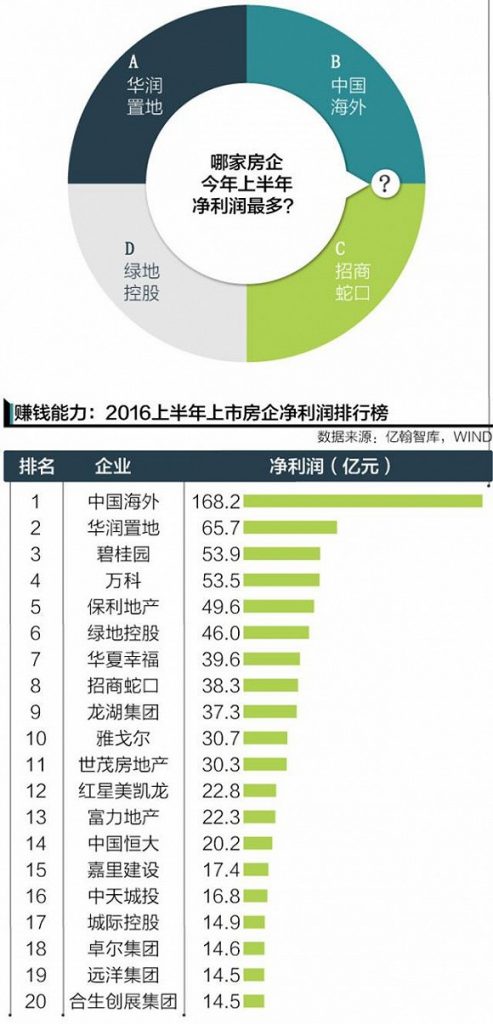 A
华润
置地
B
中国
海外
哪家房企
今年上半年
净利润最多?
?
D
绿地
控股
C
招商
蛇口
赚钱能力：2016上半年上市房企净利润排行榜
数据来源：亿翰智库，WIND
排名 企业 净利润（亿元）
1 中国海外 168.2
2 华润置地 65.7
3 碧桂园 53.9
4 万科 53.5
5 保利地产 49.6
6 绿地控股 46.0
7 华夏幸福 39.6
8 招商蛇口 38.3
9 龙湖集团 37.3
10 雅戈尔 30.7
11 世茂房地产 30.3
12 红星美凯龙 22.8
13 富力地产 22.3
14 中国恒大 20.2
15 嘉里建设 17.4
16 中天城投 16.8
17 城际控股 14.9
18 卓尔集团 14.6
19 远洋集团 14.5
20 合生创展集团 14.5